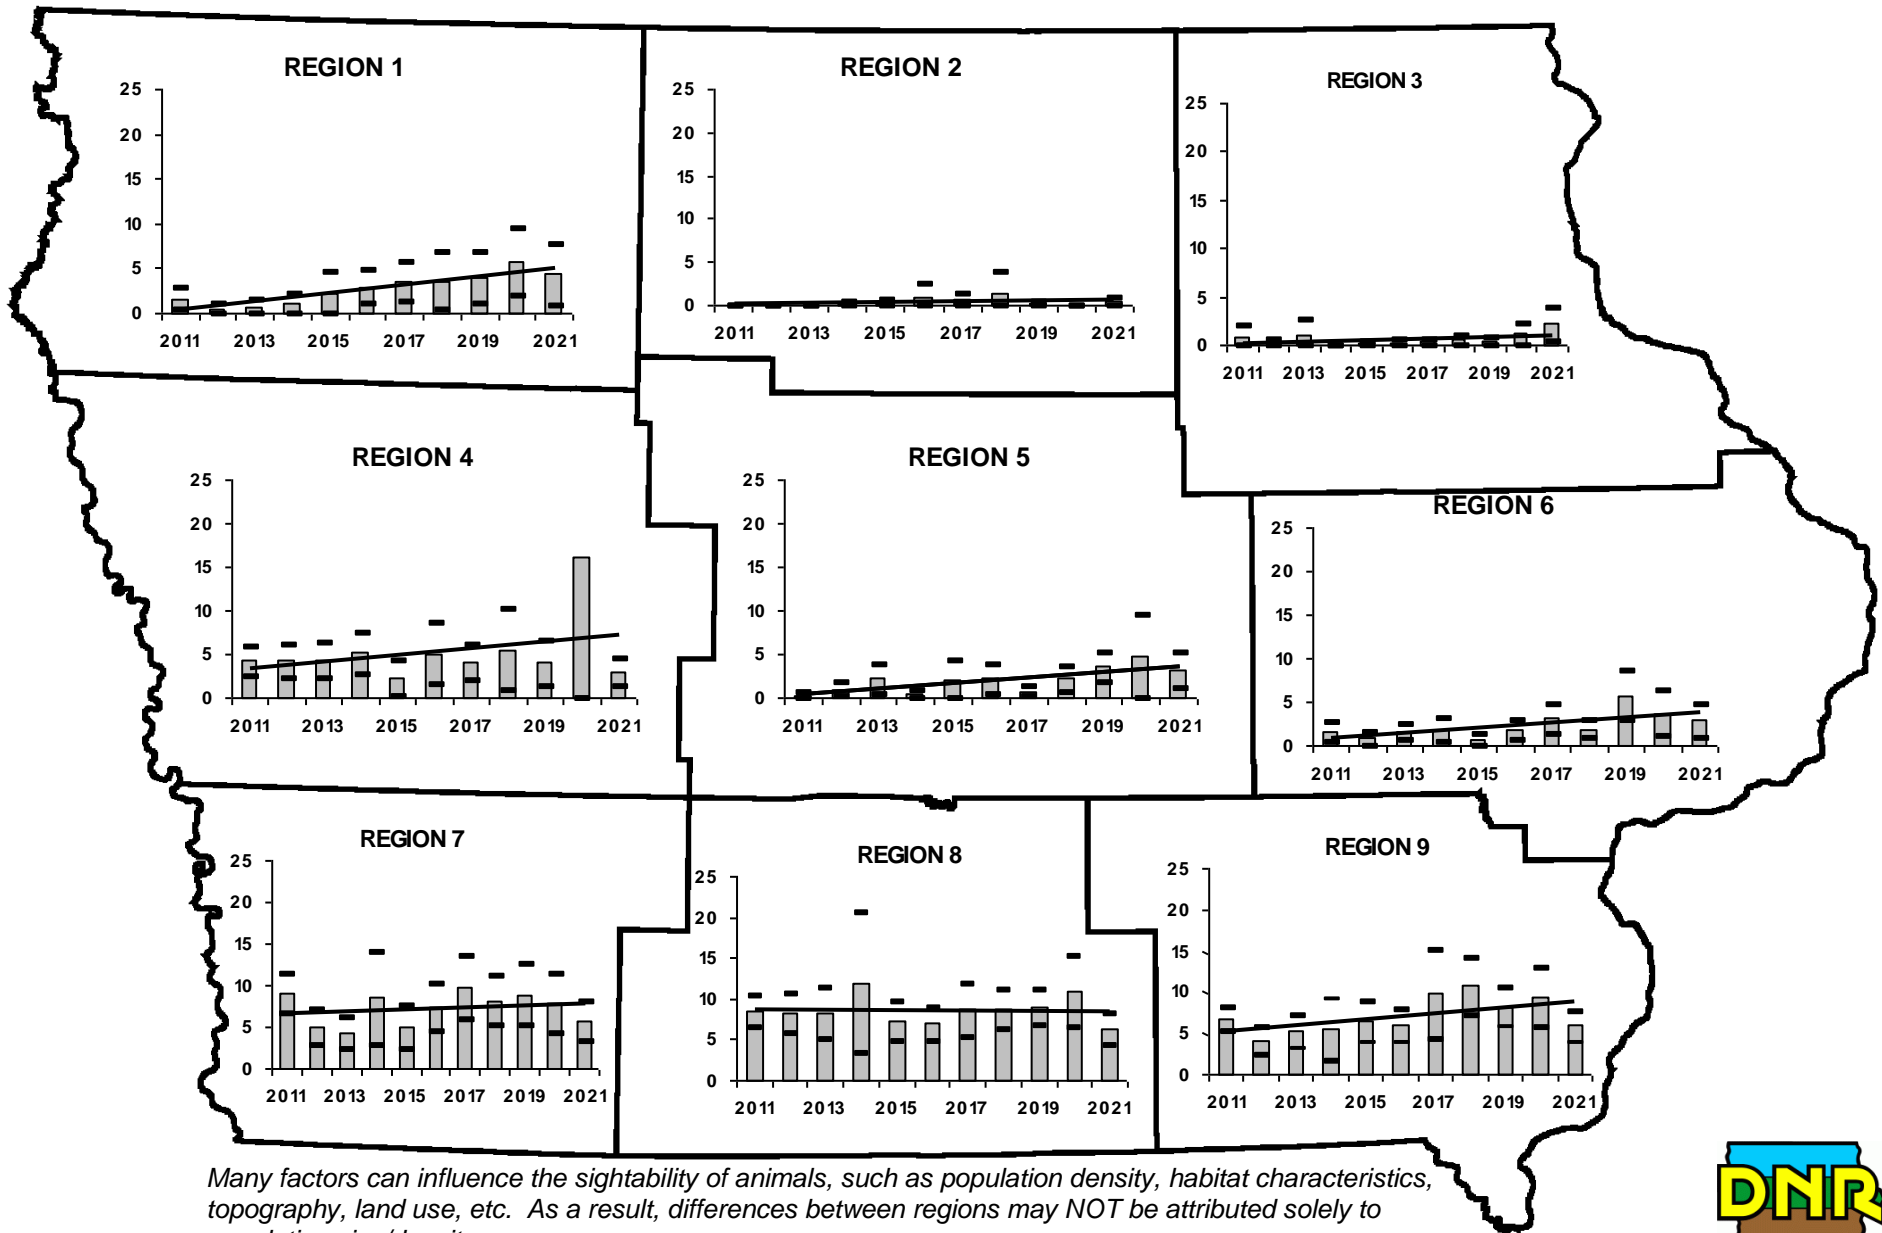 REGION 1
25
20
15
10
5
0
2011 2013 2015 2017 2019 2021
REGION 2
25
20
15
10
5
0
2011 2013 2015 2017 2019 2021
REGION 3
25
20
15
10
5
0
2011 2013 2015 2017 2019 2021
REGION 4
25
20
15
10
5
0
2011 2013 2015 2017 2019 2021
REGION 5
25
20
15
10
5
0
2011 2013 2015 2017 2019 2021
REGION 6
25
20
15
10
5
0
2011 2013 2015 2017 2019 2021
REGION 7
25
20
15
10
5
0
2011 2013 2015 2017 2019 2021
REGION 8
25
20
15
10
5
0
2011 2013 2015 2017 2019 2021
REGION 9
25
20
15
10
5
0
2011 2013 2015 2017 2019 2021
Many factors can influence the sightability of animals, such as population density, habitat characteristics,
topography, land use, etc. As a result, differences between regions may NOT be attributed solely to
DNR